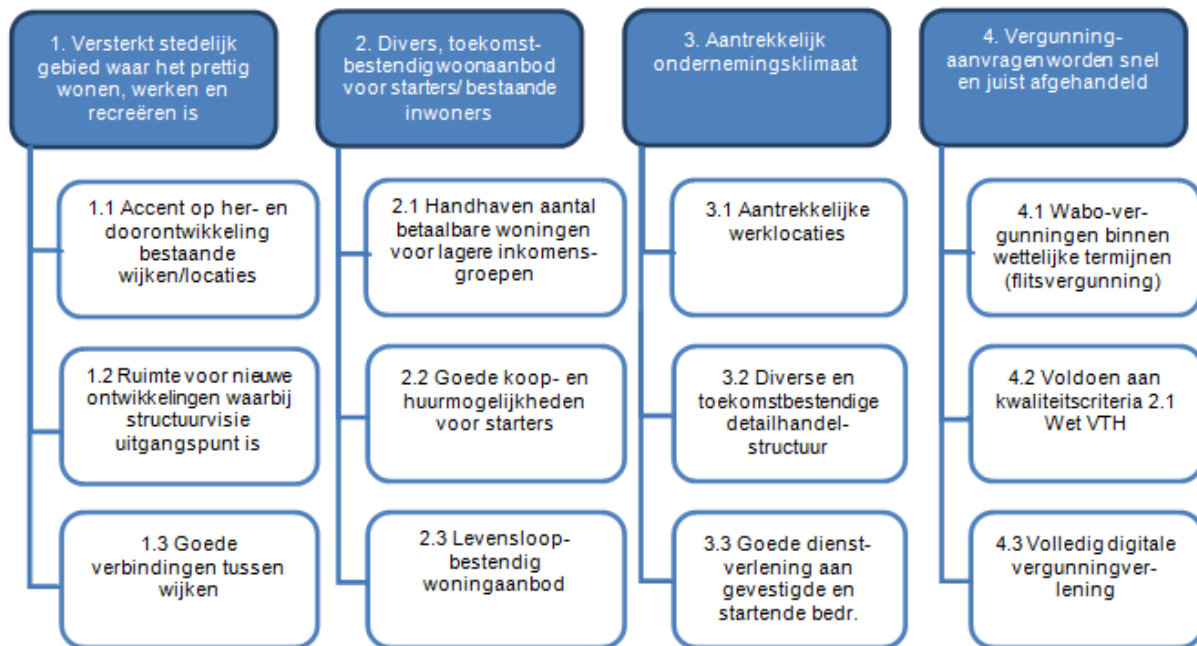 1. Versterkt stedelijk
gebied waar het prettig
wonen, werken en
recreëren is
1.1 Accent op her- en
doorontwikkeling
bestaande
wijken/locaties
1.2 Ruimte voor nieuwe
ontwikkelingen waarbij
structuurvisie
uitgangspunt is
1.3 Goede
verbindingen tussen
wijken
2. Divers, toekomst-
bestendig woonaanbod
voor starters/ bestaande
inwoners
2.1 Handhaven aantal
betaalbare woningen
voor lagere inkomens-
groepen
2.2 Goede koop- en
huurmogelijkheden
voor starters
2.3 Levensloop-
bestendig
woningaanbod
3. Aantrekkelijk
ondernemingsklimaat
3.1 Aantrekkelijke
werklocaties
3.2 Diverse en
toekomstbestendige
detailhandel-
structuur
3.3 Goede dienst-
verlening aan
gevestigde en
startende bedr.
4. Vergunning-
aanvragen worden snel
en juist afgehandeld
4.1 Wabo-ver-
gunningen binnen
wettelijke termijnen
(flitsvergunning)
4.2 Voldoen aan
kwaliteitscriteria 2.1
Wet VTH
4.3 Volledig digitale
vergunningver-
lening